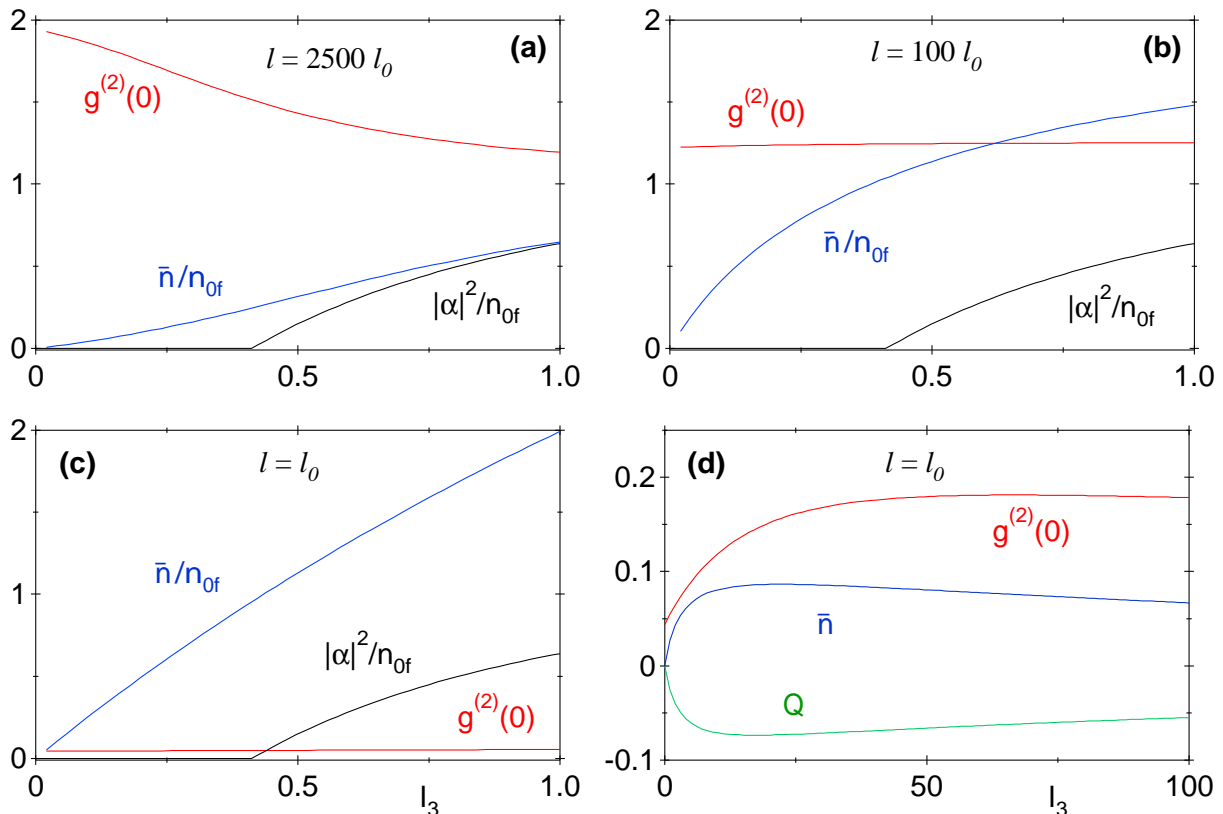 2
(a)
l = 2500 l₀
g⁽²⁾(0)
1
n̄/n₀f
|α|²/n₀f
0
0
0.5
1.0
2
(b)
l = 100 l₀
g⁽²⁾(0)
1
n̄/n₀f
|α|²/n₀f
0
0
0.5
1.0
2
(c)
l = l₀
n̄/n₀f
1
|α|²/n₀f
g⁽²⁾(0)
0
0
0.5
I₃
1.0
(d)
l = l₀
0.2
g⁽²⁾(0)
0.1
n̄
0
Q
-0.1
0
50
I₃
100